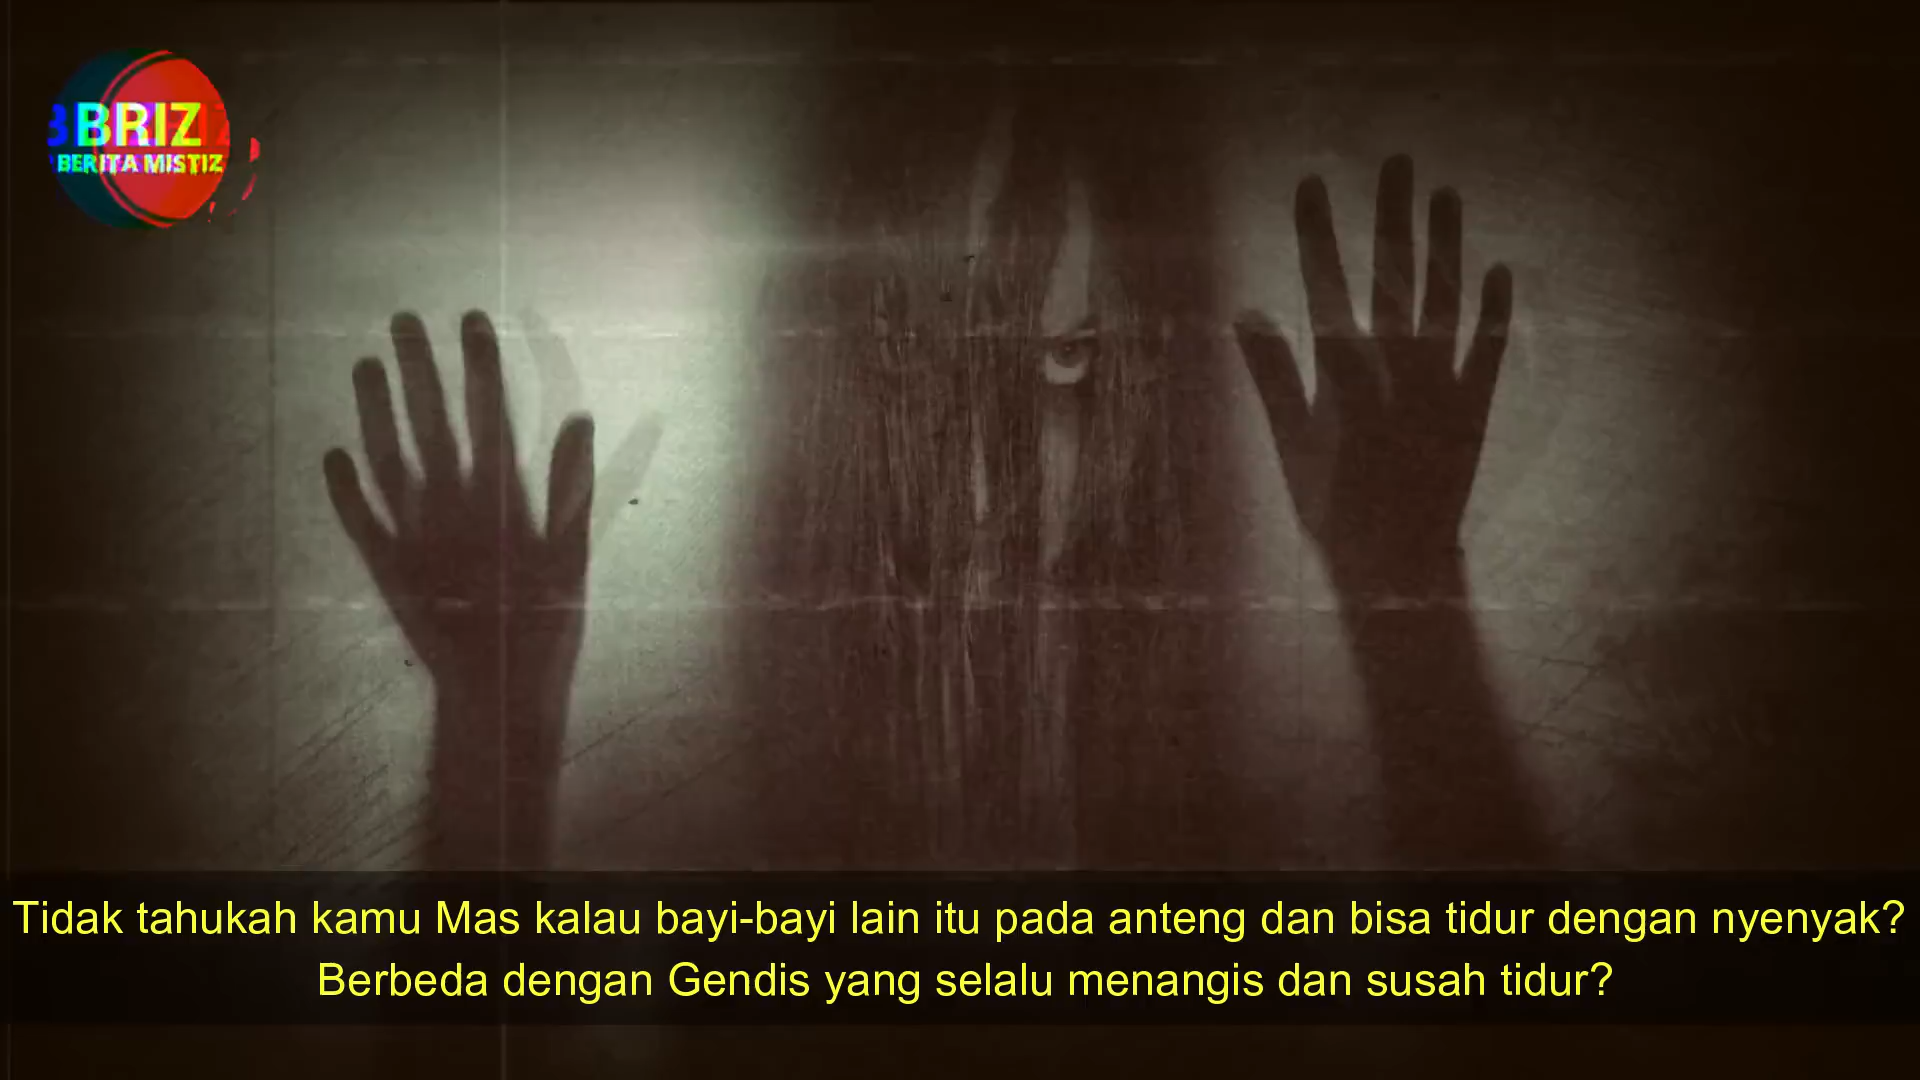 BRIZ
BERITA MISTIZ
Tidak tahukah kamu Mas kalau bayi-bayi lain itu pada anteng dan bisa tidur dengan nyenyak?
Berbeda dengan Gendis yang selalu menangis dan susah tidur?